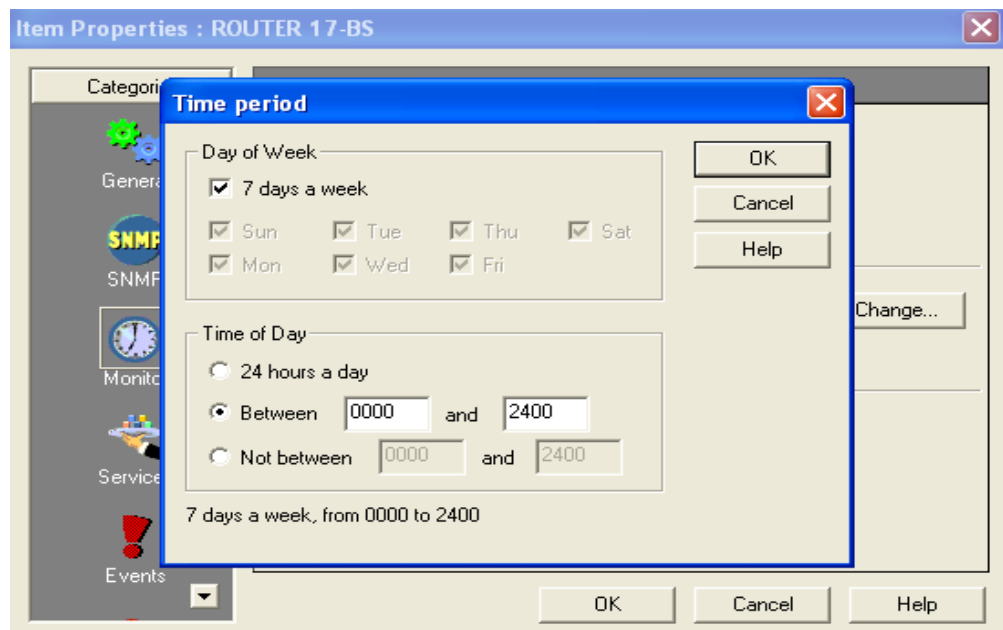 Item Properties : ROUTER 17-BS
Categori
Time period
Day of Week
7 days a week
Sun Tue Thu Sat
Mon Wed Fri
OK
Cancel
Help
Genera
SNMP
SNMP
Change...
Time of Day
24 hours a day
Between 0000 and 2400
Not between 0000 and 2400
Monito
Service
7 days a week, from 0000 to 2400
Events
OK Cancel Help